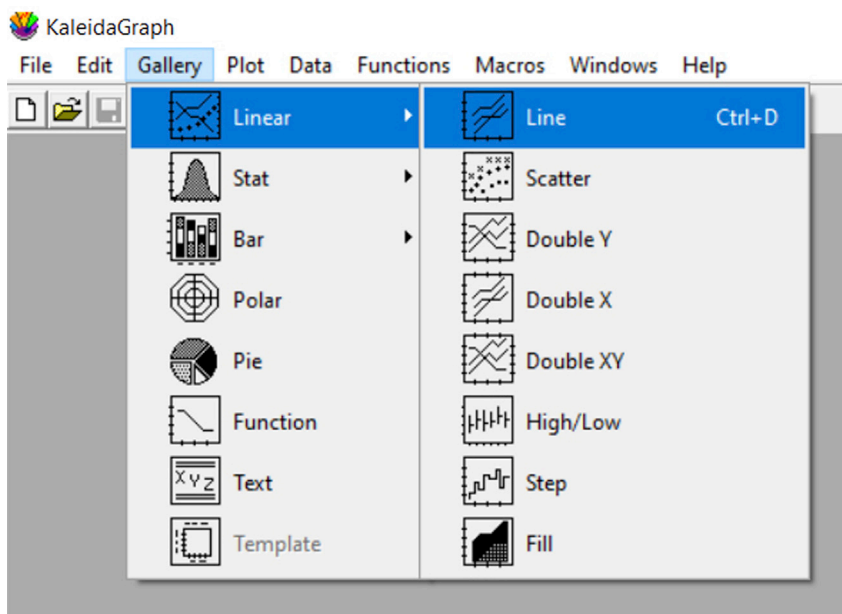 KaleidaGraph
File Edit Gallery Plot Data Functions Macros Windows Help
Linear
Stat
Bar
Polar
Pie
Function
XYZ Text
Template
Line Ctrl+D
Scatter
Double Y
Double X
Double XY
High/Low
Step
Fill